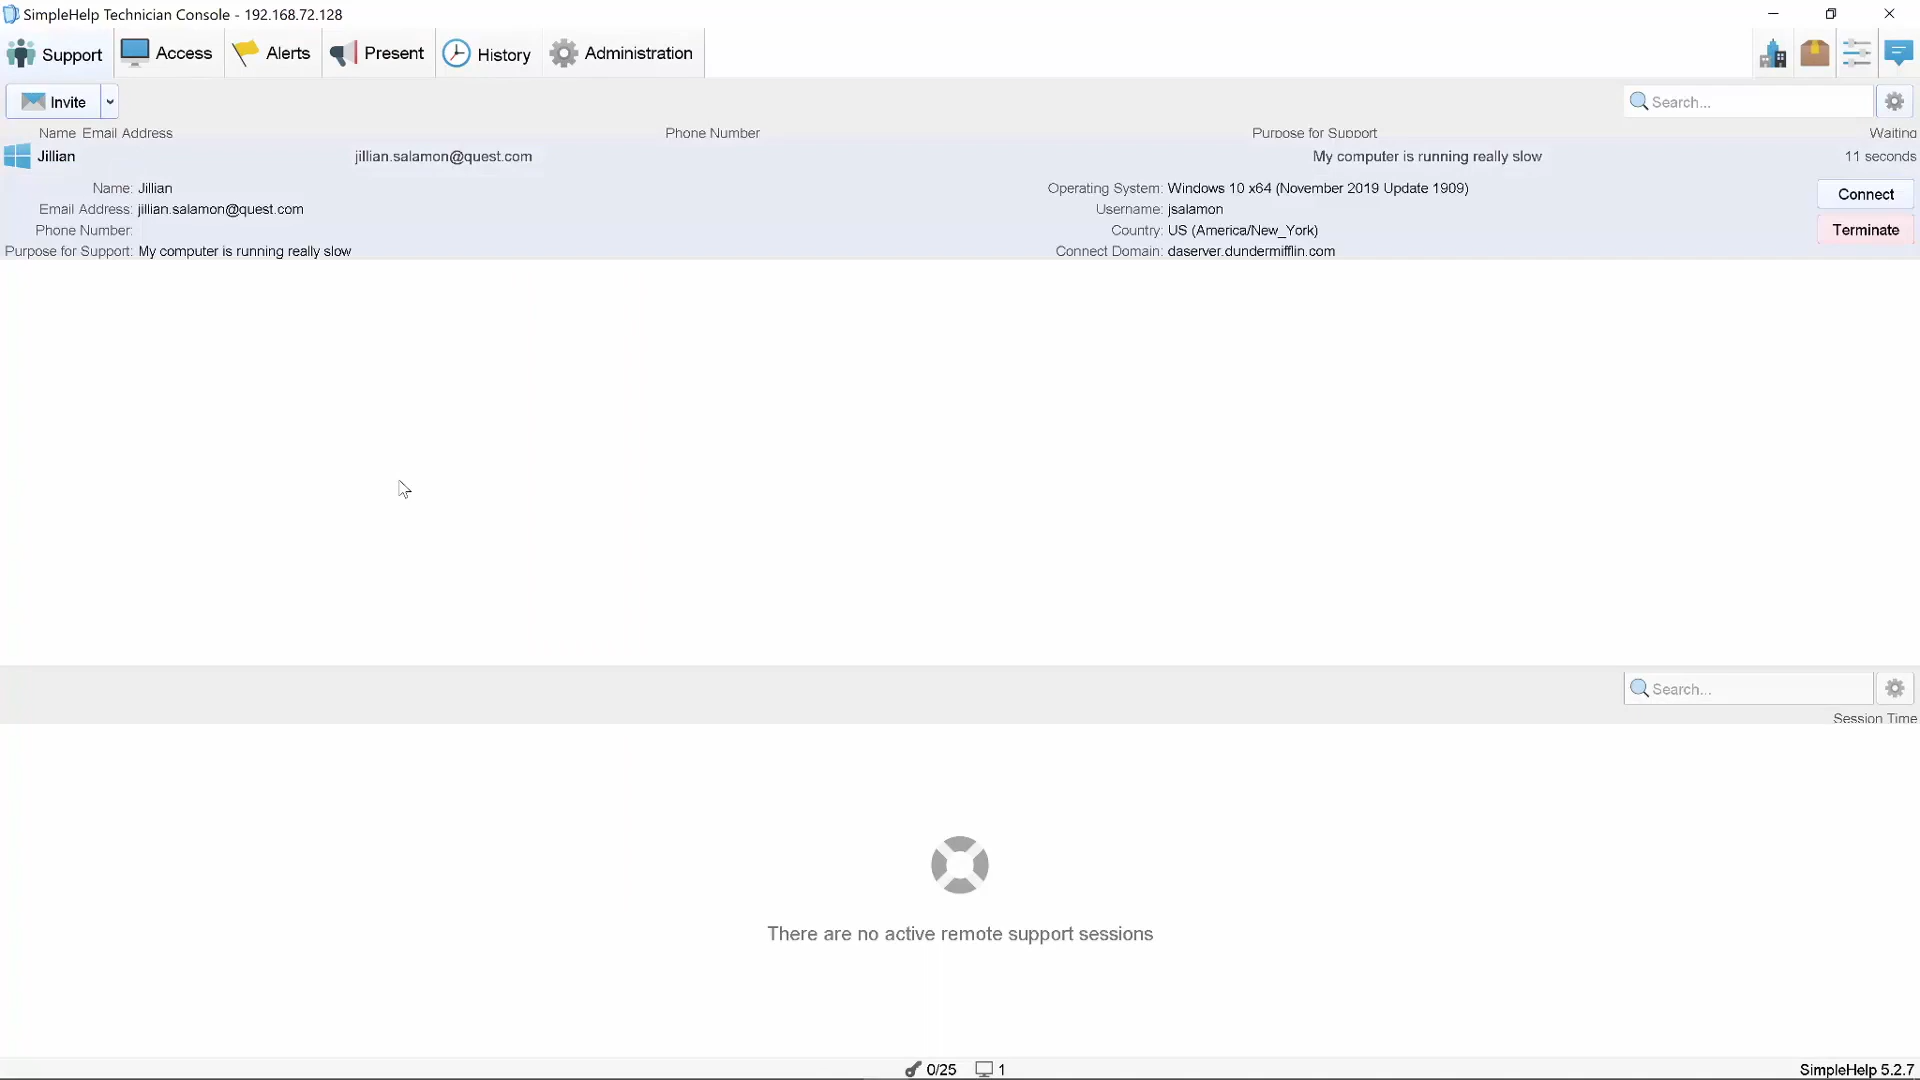 SimpleHelp Technician Console - 192.168.72.128
Support Access Alerts Present History Administration
Invite Search...
Name Email Address Phone Number Purpose for Support Waiting
Jillian jillian.salamon@quest.com My computer is running really slow 11 seconds
Name: Jillian Operating System: Windows 10 x64 (November 2019 Update 1909) Connect
Email Address: jillian.salamon@quest.com Username: jsalamon
Phone Number: Country: US (America/New_York) Terminate
Purpose for Support: My computer is running really slow Connect Domain: daserver.dundermifflin.com
Search...
Session Time
There are no active remote support sessions
0/25 1 SimpleHelp 5.2.7